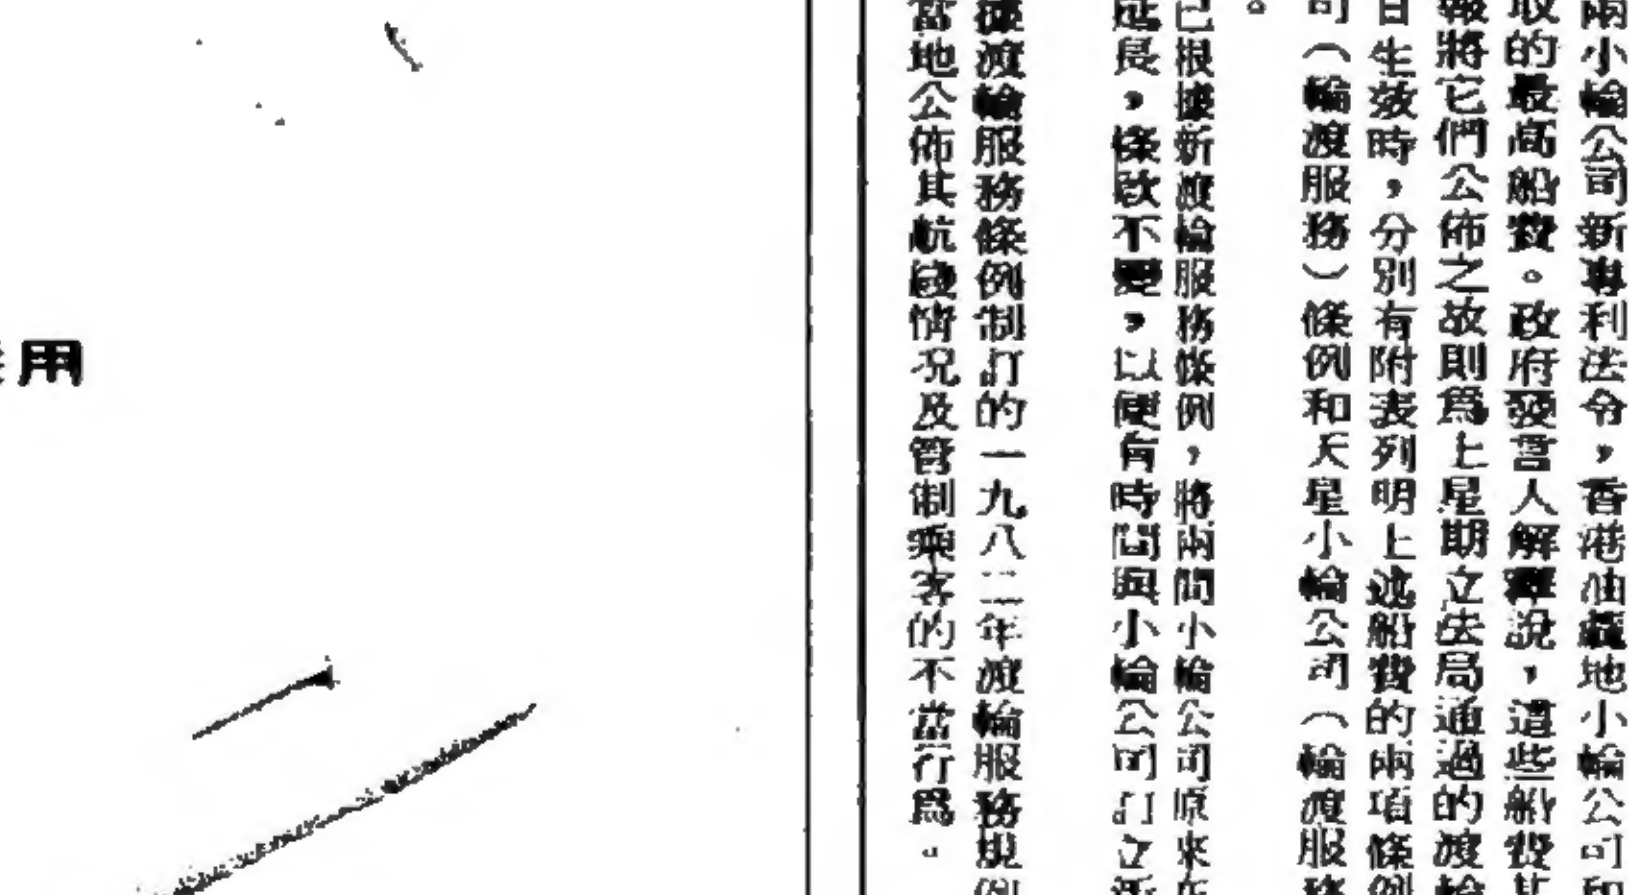 兩小輪公司新專利法令，香港油蔴地小輪公司和
取的最高船費。政府發言人解釋說，這些船費
報將它們公佈之故則爲上星期立法局通過的渡輪
日生效時，分別有附表列明上述船費的兩項條例
司（輪渡服務）條例和天星小輪公司（輪渡服務
。
已根據新渡輪服務條例，將兩間小輪公司原來
延長，條欵不變，以便有時間與小輪公司訂立
據渡輪服務條例制訂的一九八二年渡輪服務規例
當地公佈其航綫情况及管制乘客的不當行爲。
用